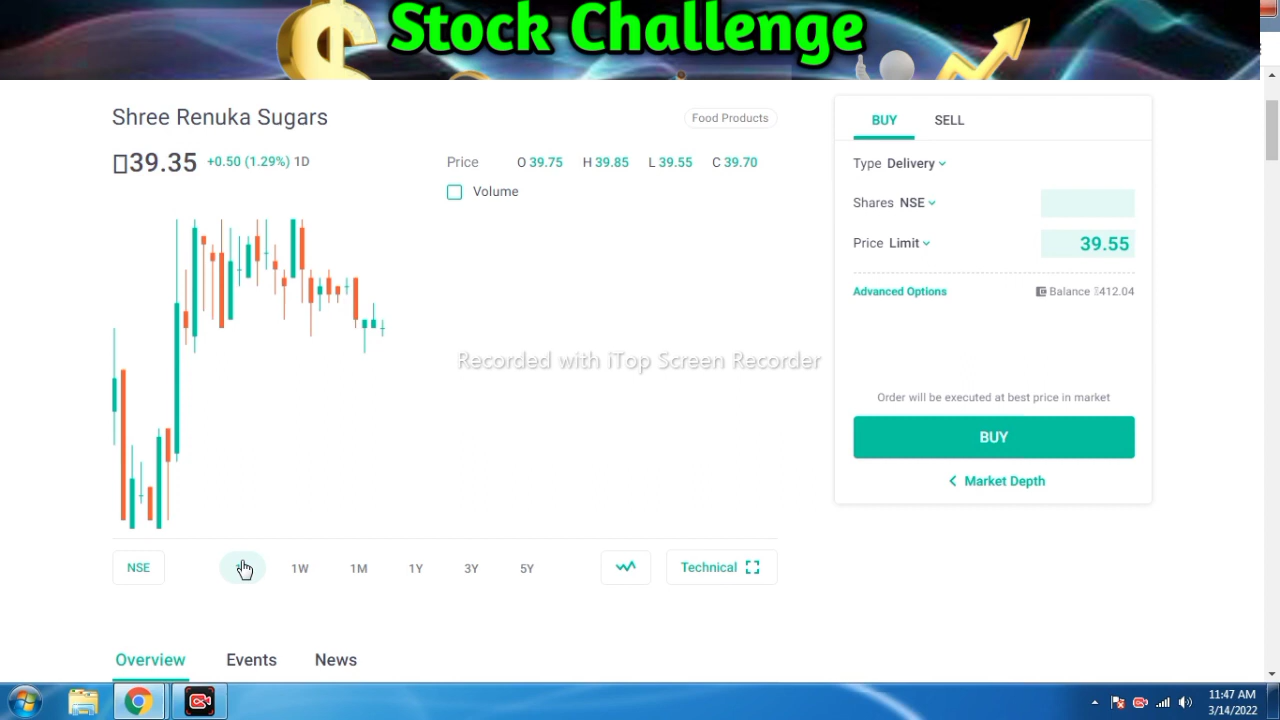 Stock Challenge
Shree Renuka Sugars
Food Products
39.35 +0.50 (1.29%) 1D
Price O 39.75 H 39.85 L 39.55 C 39.70
Volume
BUY SELL
Type Delivery
Shares NSE
Price Limit 39.55
Advanced Options Balance 412.04
Recorded with iTop Screen Recorder
Order will be executed at best price in market
BUY
Market Depth
NSE 1W 1M 1Y 3Y 5Y Technical
Overview Events News
11:47 AM
3/14/2022